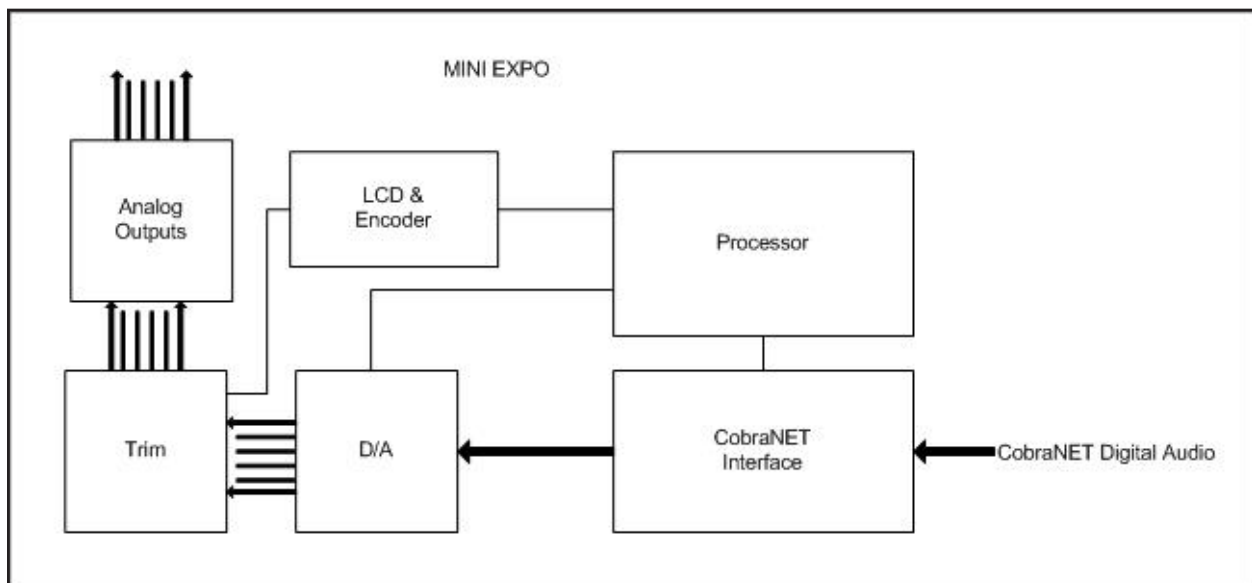 MINI EXPO
Analog
Outputs
LCD &
Encoder
Processor
Trim
D/A
CobraNET
Interface
CobraNET Digital Audio